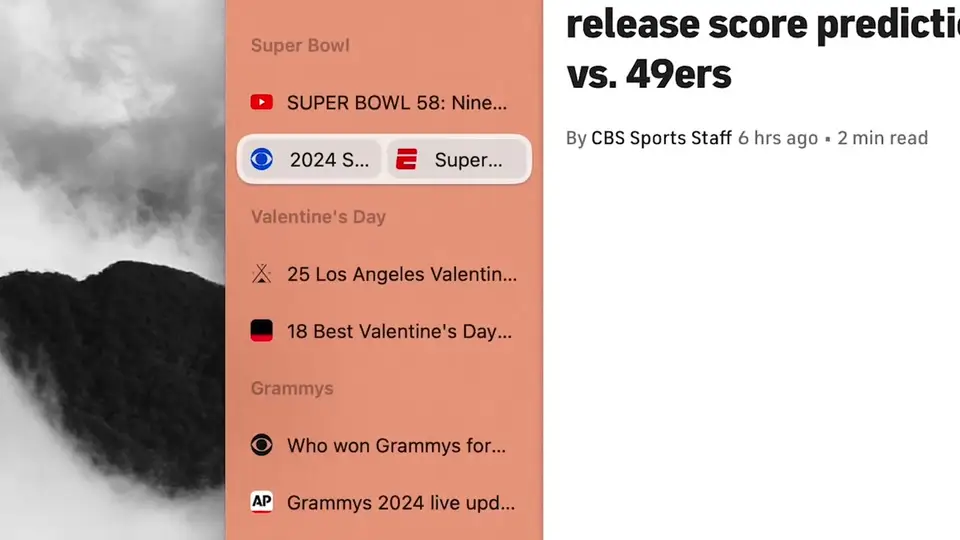 Super Bowl
SUPER BOWL 58: Nine...
2024 S...
Super...
Valentine's Day
25 Los Angeles Valentin...
18 Best Valentine's Day...
Grammys
Who won Grammys for...
AP
Grammys 2024 live upd...
release score predictio
vs. 49ers
By CBS Sports Staff 6 hrs ago • 2 min read